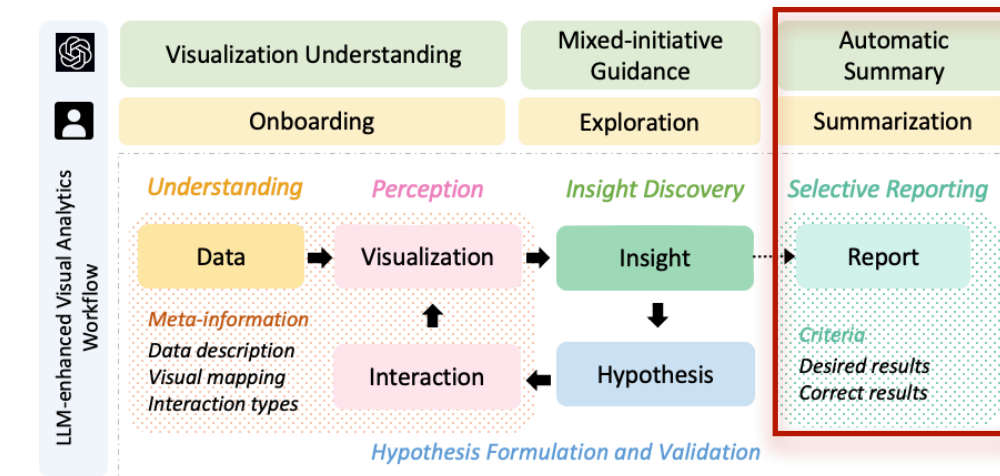 Visualization Understanding
Mixed-initiative
Guidance
Automatic
Summary
Onboarding
Exploration
Summarization
LLM-enhanced Visual Analytics
Workflow
Understanding
Perception
Insight Discovery
Selective Reporting
Data
Visualization
Insight
Report
Meta-information
Data description
Visual mapping
Interaction types
Interaction
Hypothesis
Criteria
Desired results
Correct results
Hypothesis Formulation and Validation